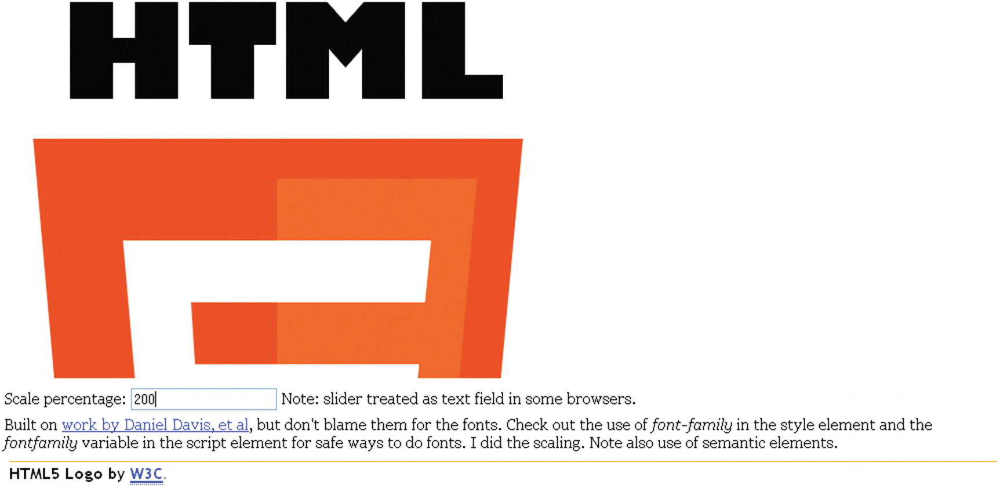 HTML
Scale percentage: 200 Note: slider treated as text field in some browsers.
Built on work by Daniel Davis, et al, but don't blame them for the fonts. Check out the use of font-family in the style element and the
fontfamily variable in the script element for safe ways to do fonts. I did the scaling. Note also use of semantic elements.
HTML5 Logo by W3C.